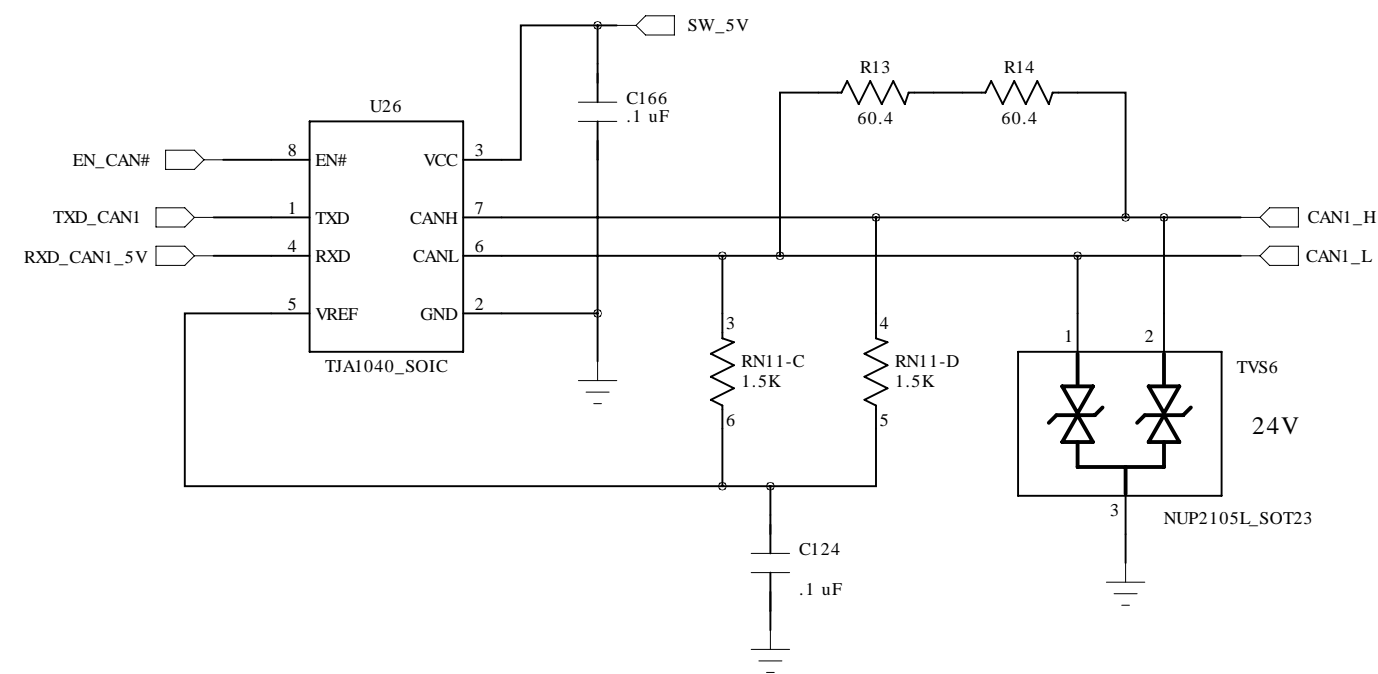 SW_5V
R13
R14
U26
C166
.1 uF
60.4
60.4
EN_CAN#
8
EN#
VCC
3
TXD_CAN1
1
TXD
CANH
7
CAN1_H
RXD_CAN1_5V
4
RXD
CANL
6
CAN1_L
5
VREF
GND
2
TJA1040_SOIC
3
RN11-C
1.5K
6
4
RN11-D
1.5K
5
1
2
TVS6
24V
3
NUP2105L_SOT23
C124
.1 uF